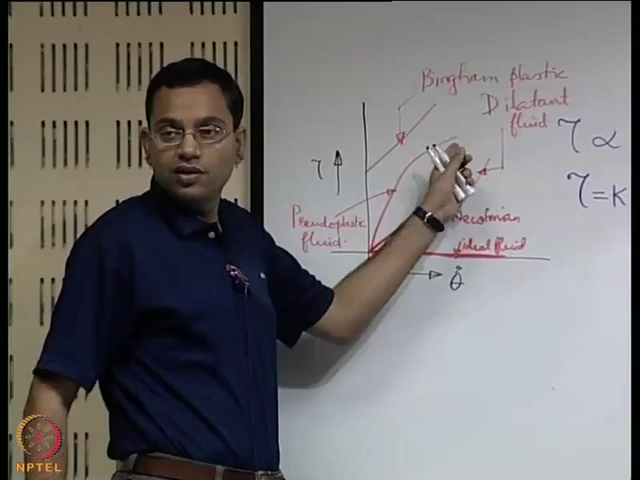 Bingham plastic
Dilatant
fluid
τ ∝
τ = K
τ
Pseudoplastic
fluid.
Newtonian
ideal fluid
θ̇
NPTEL